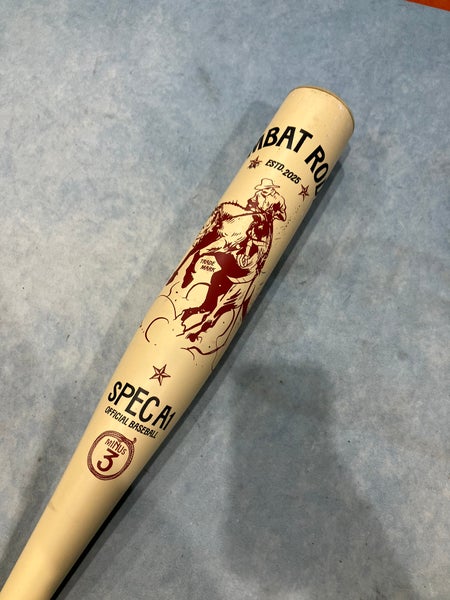 MBAT RO
ESTD. 2025
TRADE
MARK
SPEC A1
OFFICIAL BASEBALL
MINUS
3